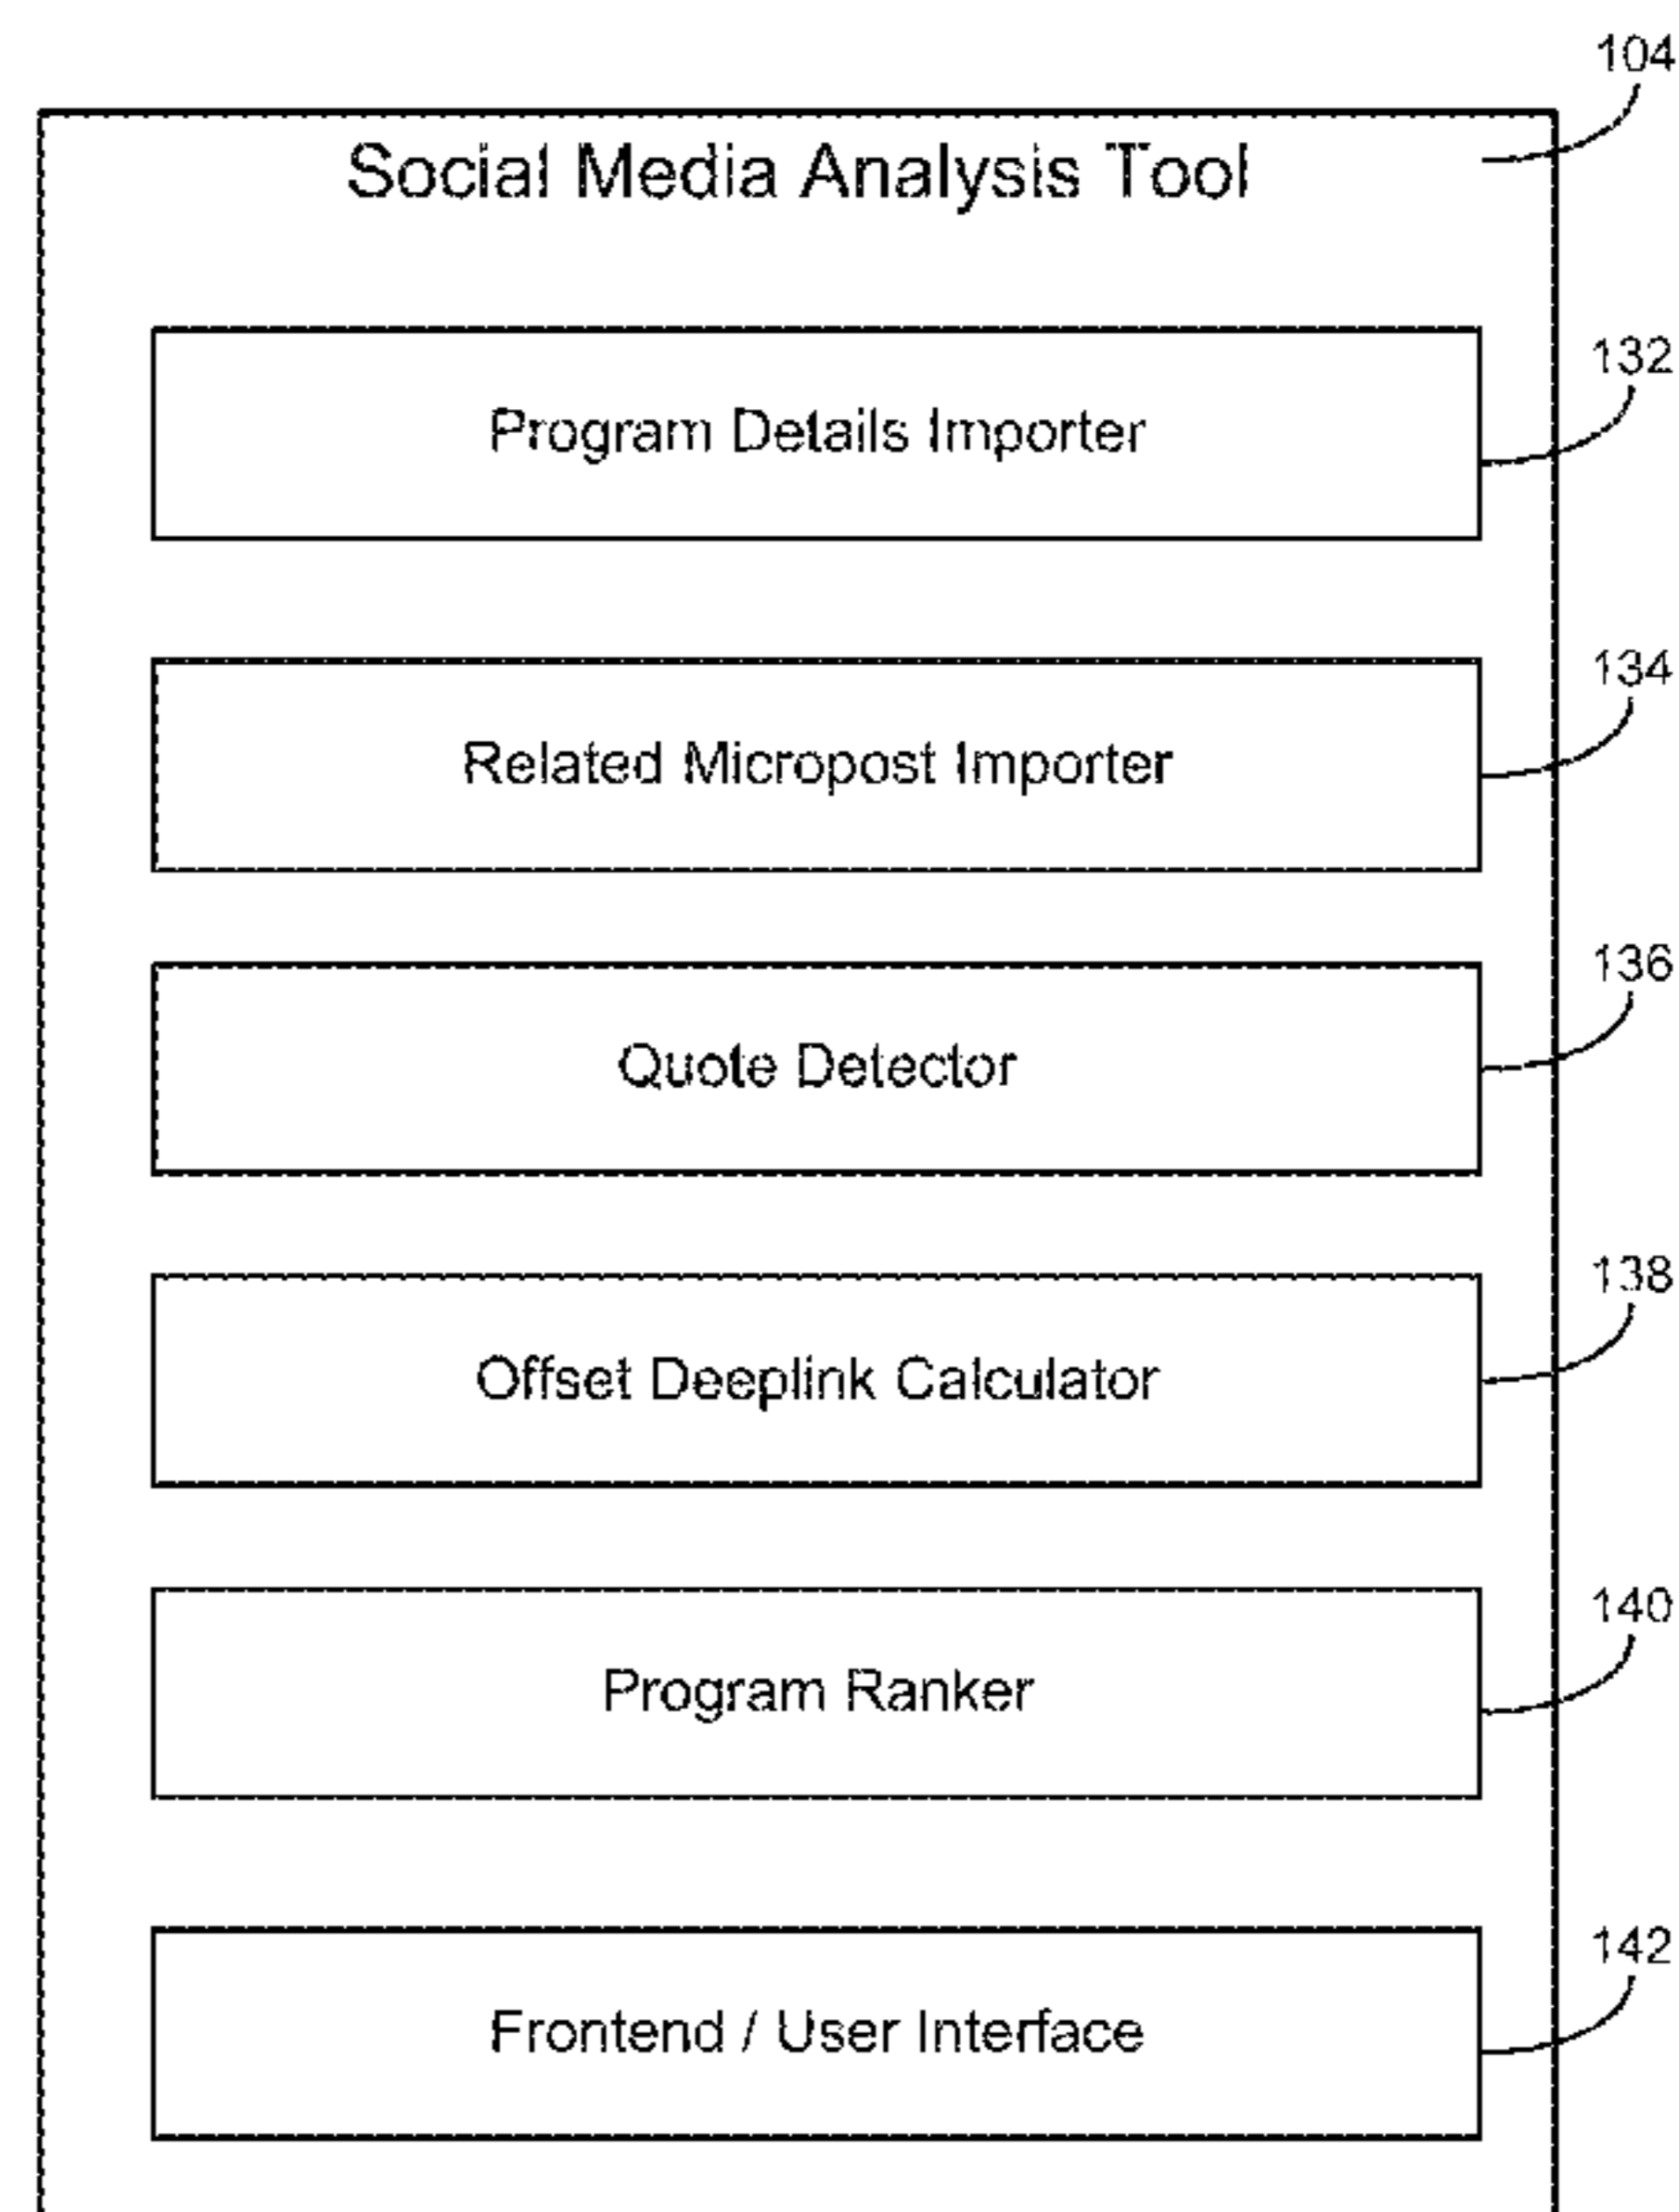 104
Social Media Analysis Tool
132
Program Details Importer
134
Related Micropost Importer
136
Quote Detector
138
Offset Deeplink Calculator
140
Program Ranker
142
Frontend / User Interface